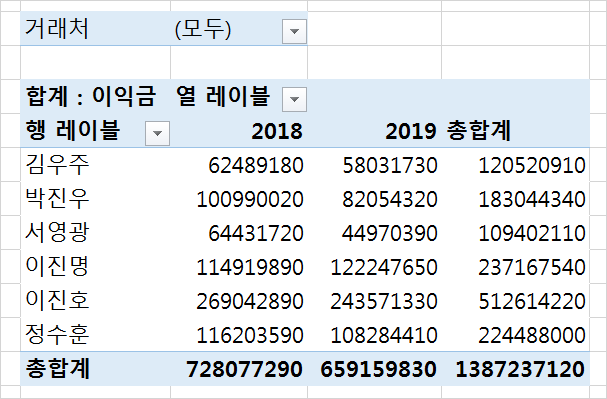 거래처 (모두)
합계 : 이익금 열 레이블
행 레이블 2018 2019 총합계
김우주 62489180 58031730 120520910
박진우 100990020 82054320 183044340
서영광 64431720 44970390 109402110
이진명 114919890 122247650 237167540
이진호 269042890 243571330 512614220
정수훈 116203590 108284410 224488000
총합계 728077290 659159830 1387237120